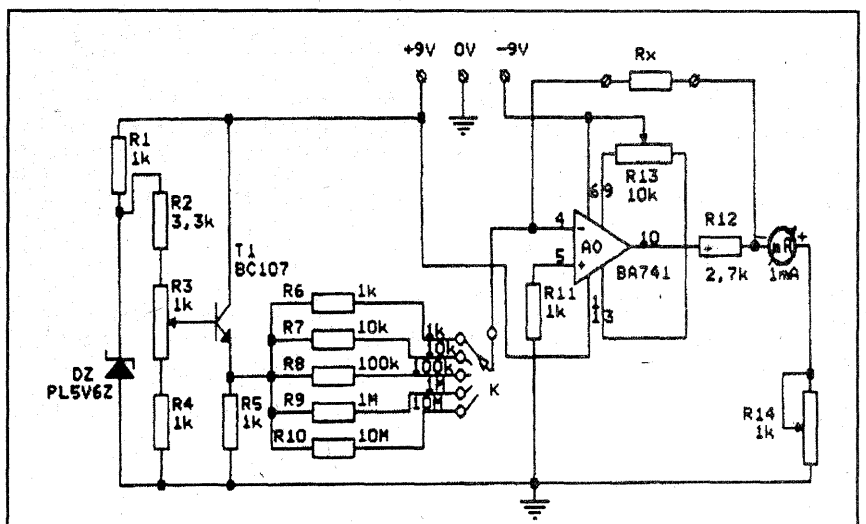 +9V 0V -9V
Rx
R1
1k
R2
3,3k
R13
10k
6 9
4
-
AO
5
+
10
BA741
R12
2,7k
-
mA
+
1mA
T1
BC107
R3
1k
R6 1k
R7 10k
R8 100k
R9 1M
R10 10M
1k
10k
100k
1M
10M
K
R11
1k
1
13
DZ
PL5V6Z
R4
1k
R5
1k
R14
1k